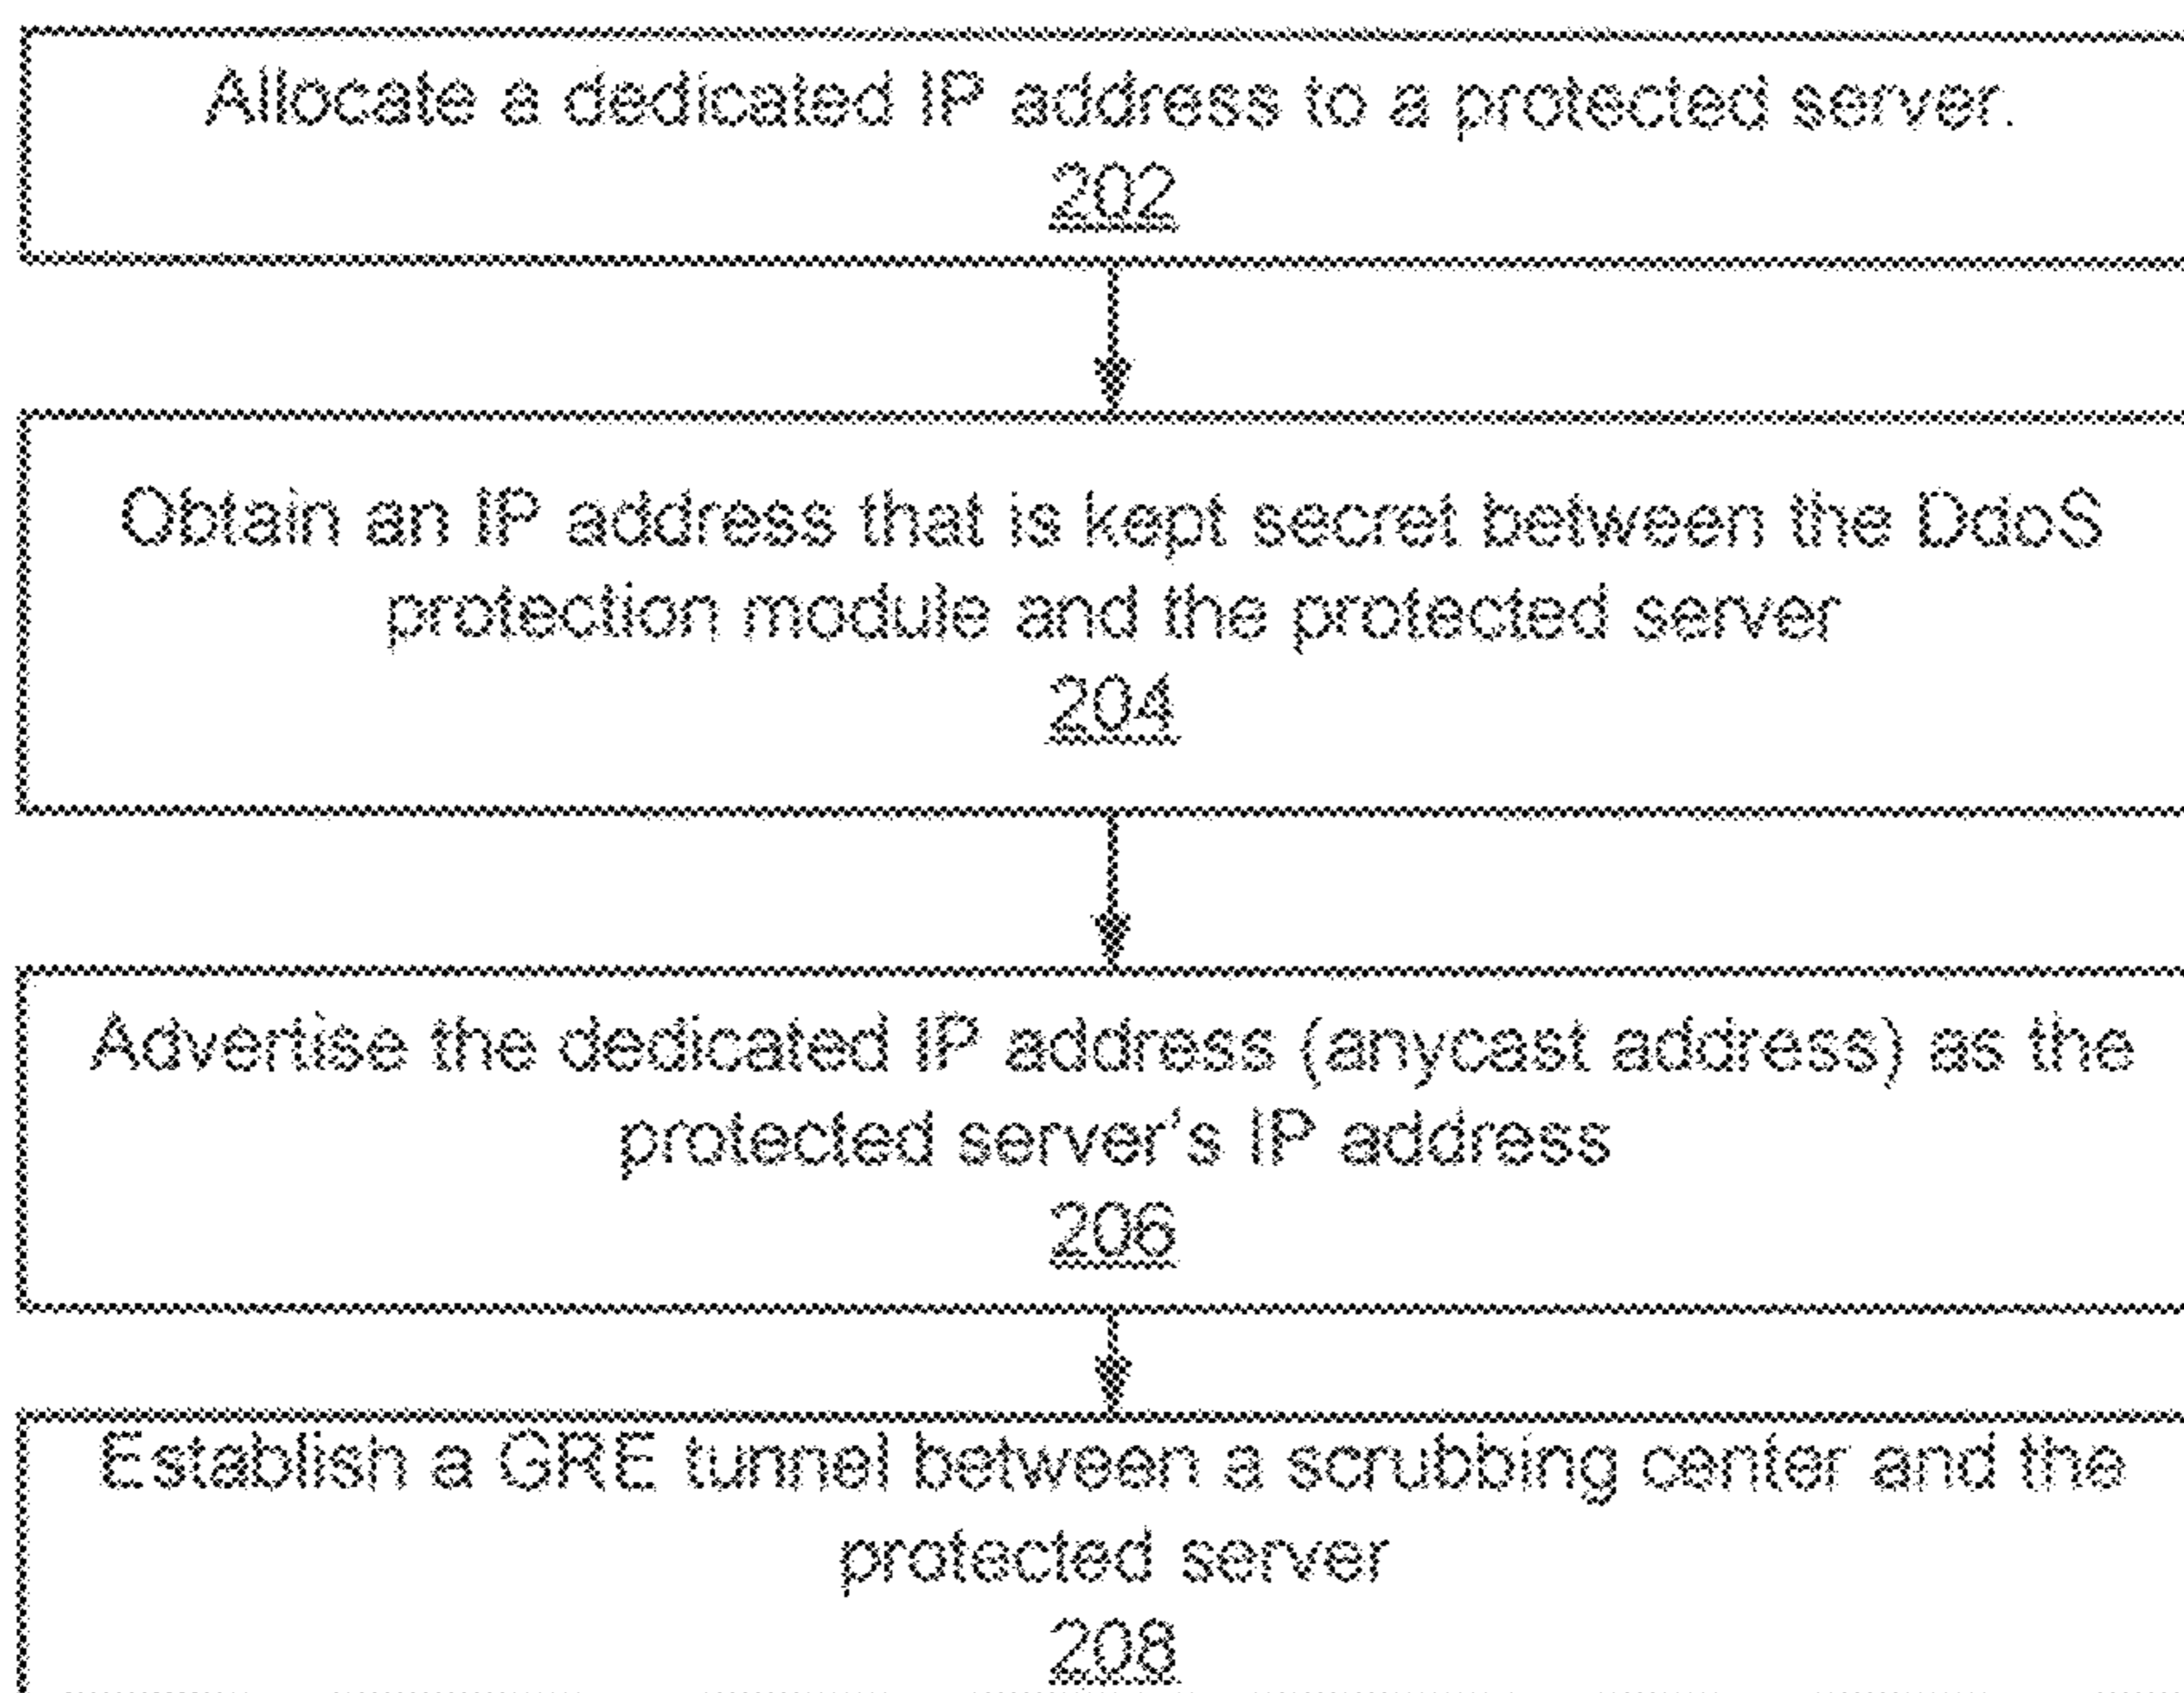 Allocate a dedicated IP address to a protected server.
202
Obtain an IP address that is kept secret between the DdoS
protection module and the protected server
204
Advertise the dedicated IP address (anycast address) as the
protected server's IP address
206
Establish a GRE tunnel between a scrubbing center and the
protected server
208